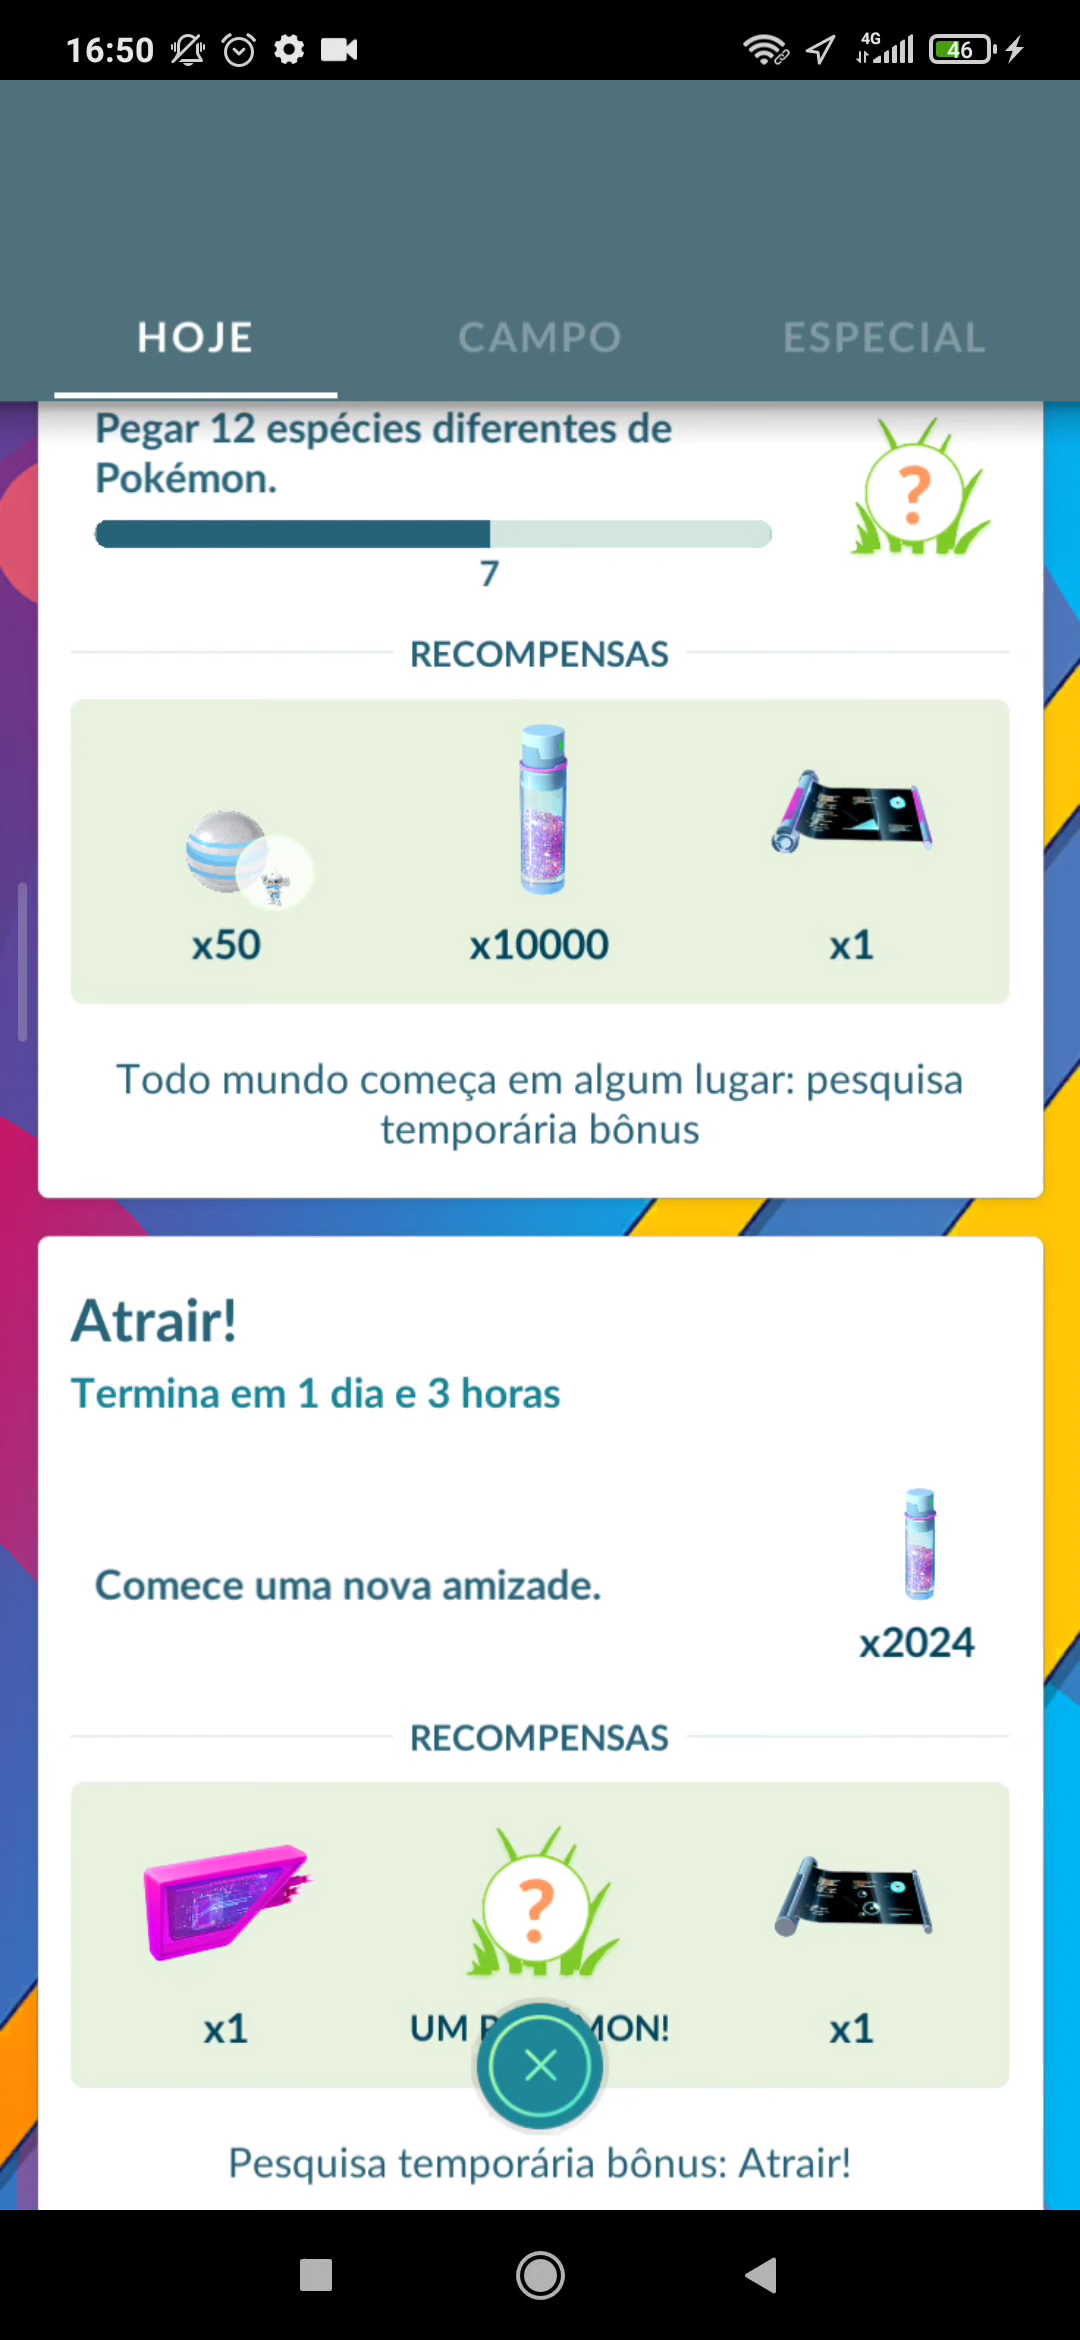 16:50
4G
46
HOJE
CAMPO
ESPECIAL
Pegar 12 espécies diferentes de
Pokémon.
?
7
RECOMPENSAS
x50
x10000
x1
Todo mundo começa em algum lugar: pesquisa
temporária bônus
Atrair!
Termina em 1 dia e 3 horas
Comece uma nova amizade.
x2024
RECOMPENSAS
?
x1
UM P MON!
x1
Pesquisa temporária bônus: Atrair!